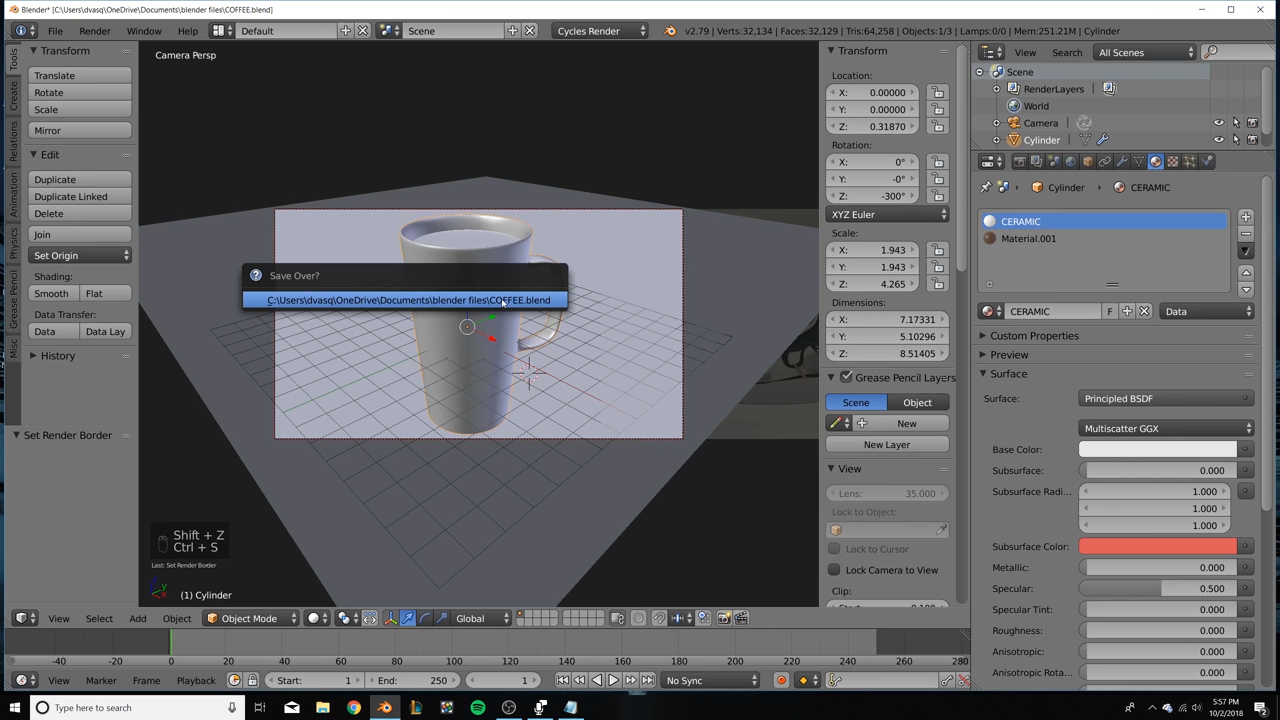 Blender* [C:\Users\dvasq\OneDrive\Documents\blender files\COFFEE.blend]
File Render Window Help Default Scene Cycles Render v2.79 | Verts:32,134 | Faces:32,129 | Tris:64,258 | Objects:1/3 | Lamps:0/0 | Mem:251.21M | Cylinder
Tools
Create
Relations
Animation
Physics
Grease Pencil
Misc
Transform
Translate
Rotate
Scale
Mirror
Edit
Duplicate
Duplicate Linked
Delete
Join
Set Origin
Shading:
Smooth Flat
Data Transfer:
Data Data Lay
History
Set Render Border
Camera Persp
Save Over?
C:\Users\dvasq\OneDrive\Documents\blender files\COFFEE.blend
Shift + Z
Ctrl + S
Last: Set Render Border
(1) Cylinder
Transform
Location:
X: 0.00000
Y: 0.00000
Z: 0.31870
Rotation:
X: 0°
Y: -0°
Z: -300°
XYZ Euler
Scale:
X: 1.943
Y: 1.943
Z: 4.265
Dimensions:
X: 7.17331
Y: 5.10296
Z: 8.51405
Grease Pencil Layers
Scene Object
New
New Layer
View
Lens: 35.000
Lock to Object:
Lock to Cursor
Lock Camera to View
Clip:
View Search All Scenes
Scene
RenderLayers
World
Camera
Cylinder
Cylinder CERAMIC
CERAMIC
Material.001
CERAMIC F Data
Custom Properties
Preview
Surface
Surface: Principled BSDF
Multiscatter GGX
Base Color:
Subsurface: 0.000
Subsurface Radi... 1.000
1.000
1.000
Subsurface Color:
Metallic: 0.000
Specular: 0.500
Specular Tint: 0.000
Roughness: 0.000
Anisotropic: 0.000
Anisotropic Rota... 0.000
View Select Add Object Object Mode Global
-40 -20 0 20 40 60 80 100 120 140 160 180 200 220 240 260 280
View Marker Frame Playback Start: 1 End: 250 1 No Sync
Type here to search
5:57 PM
10/2/2018